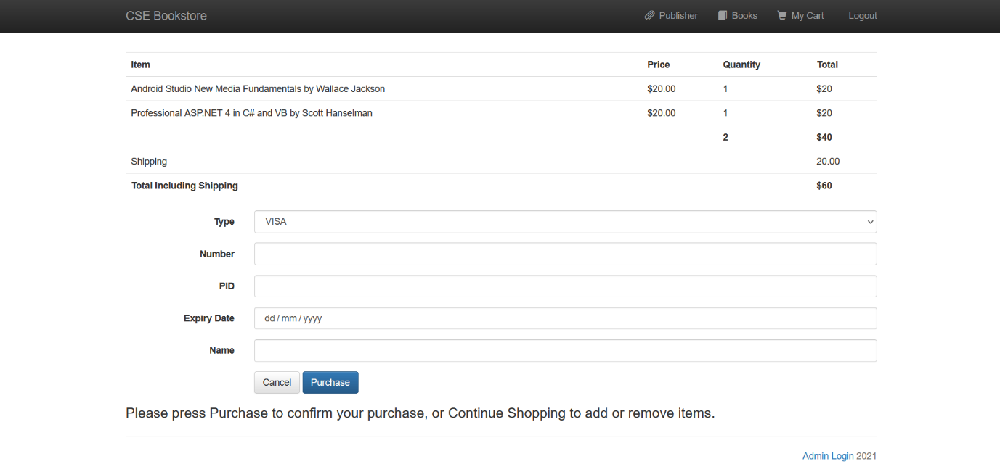 CSE Bookstore Publisher Books My Cart Logout
Item Price Quantity Total
Android Studio New Media Fundamentals by Wallace Jackson $20.00 1 $20
Professional ASP.NET 4 in C# and VB by Scott Hanselman $20.00 1 $20
2 $40
Shipping 20.00
Total Including Shipping $60
Type VISA
Number
PID
Expiry Date dd / mm / yyyy
Name
Cancel Purchase
Please press Purchase to confirm your purchase, or Continue Shopping to add or remove items.
Admin Login 2021